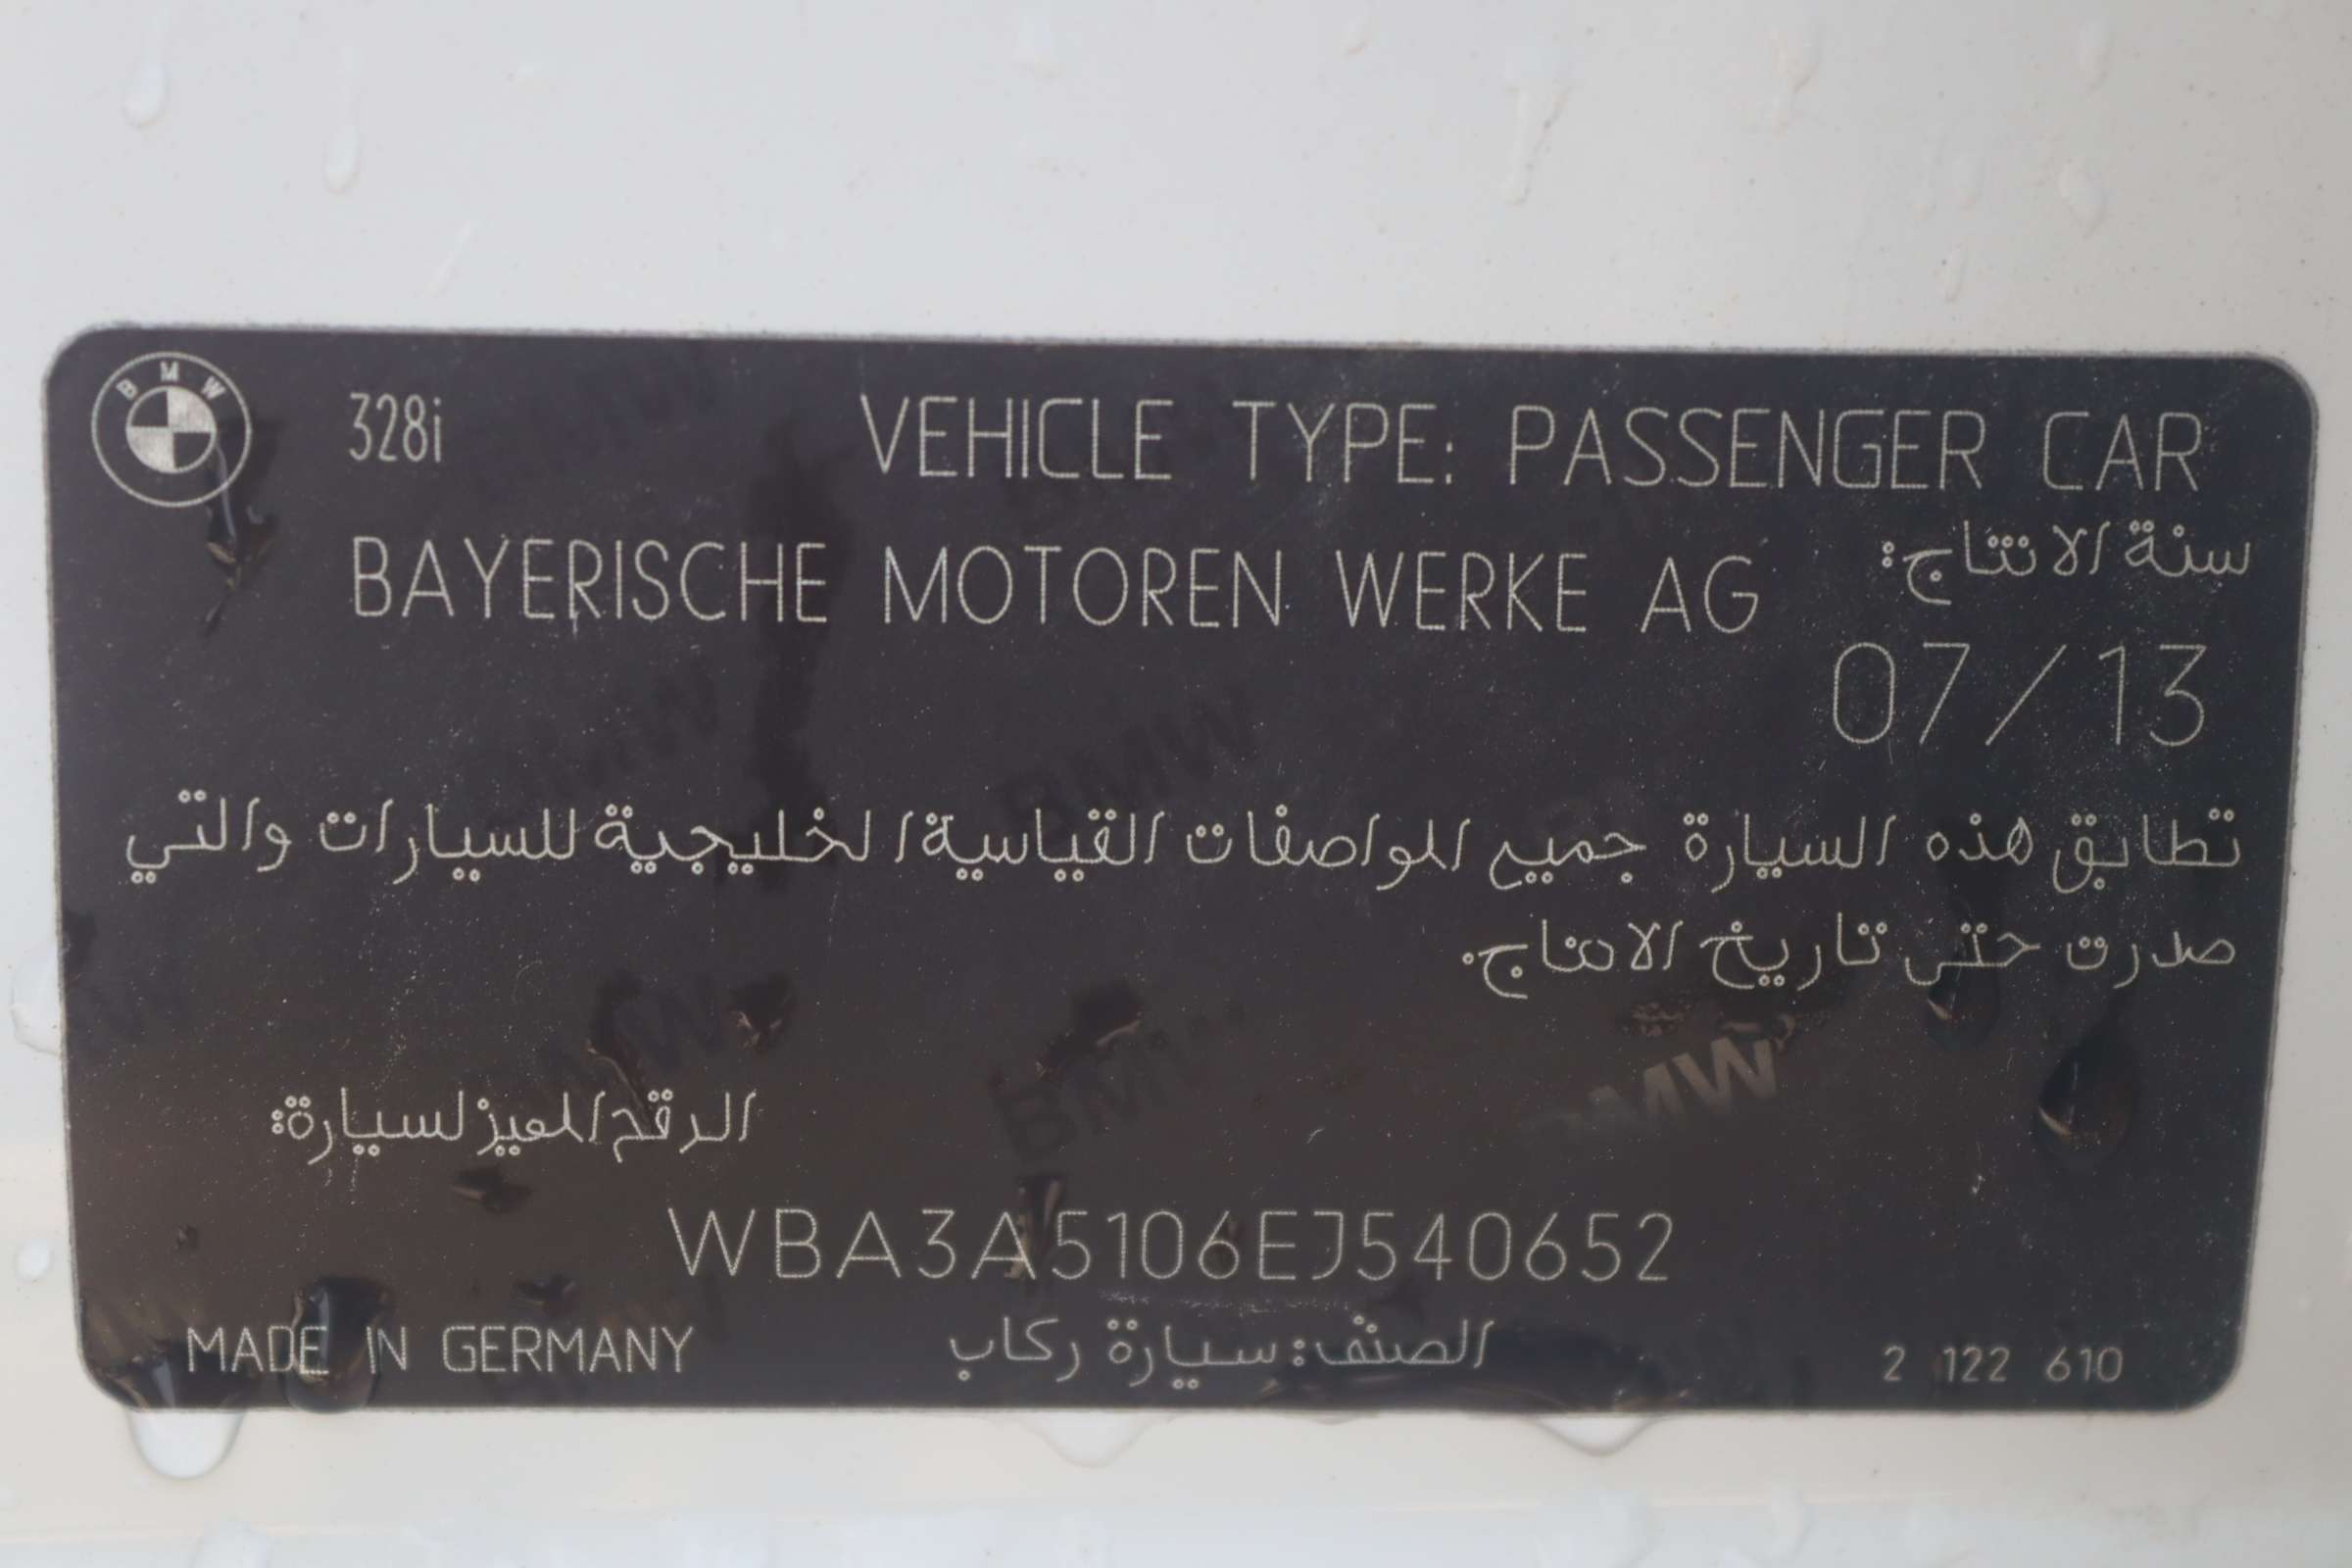 BMW
328i VEHICLE TYPE: PASSENGER CAR
BAYERISCHE MOTOREN WERKE AG
سنة الانتاج:
07/13
تطابق هذه السيارة جميع المواصفات القياسية الخليجية للسيارات والتي
صدرت حتى تاريخ الانتاج.
الرقم المميز لسيارة:
WBA3A5106EJ540652
MADE IN GERMANY الصنف: سيارة ركاب 2 122 610